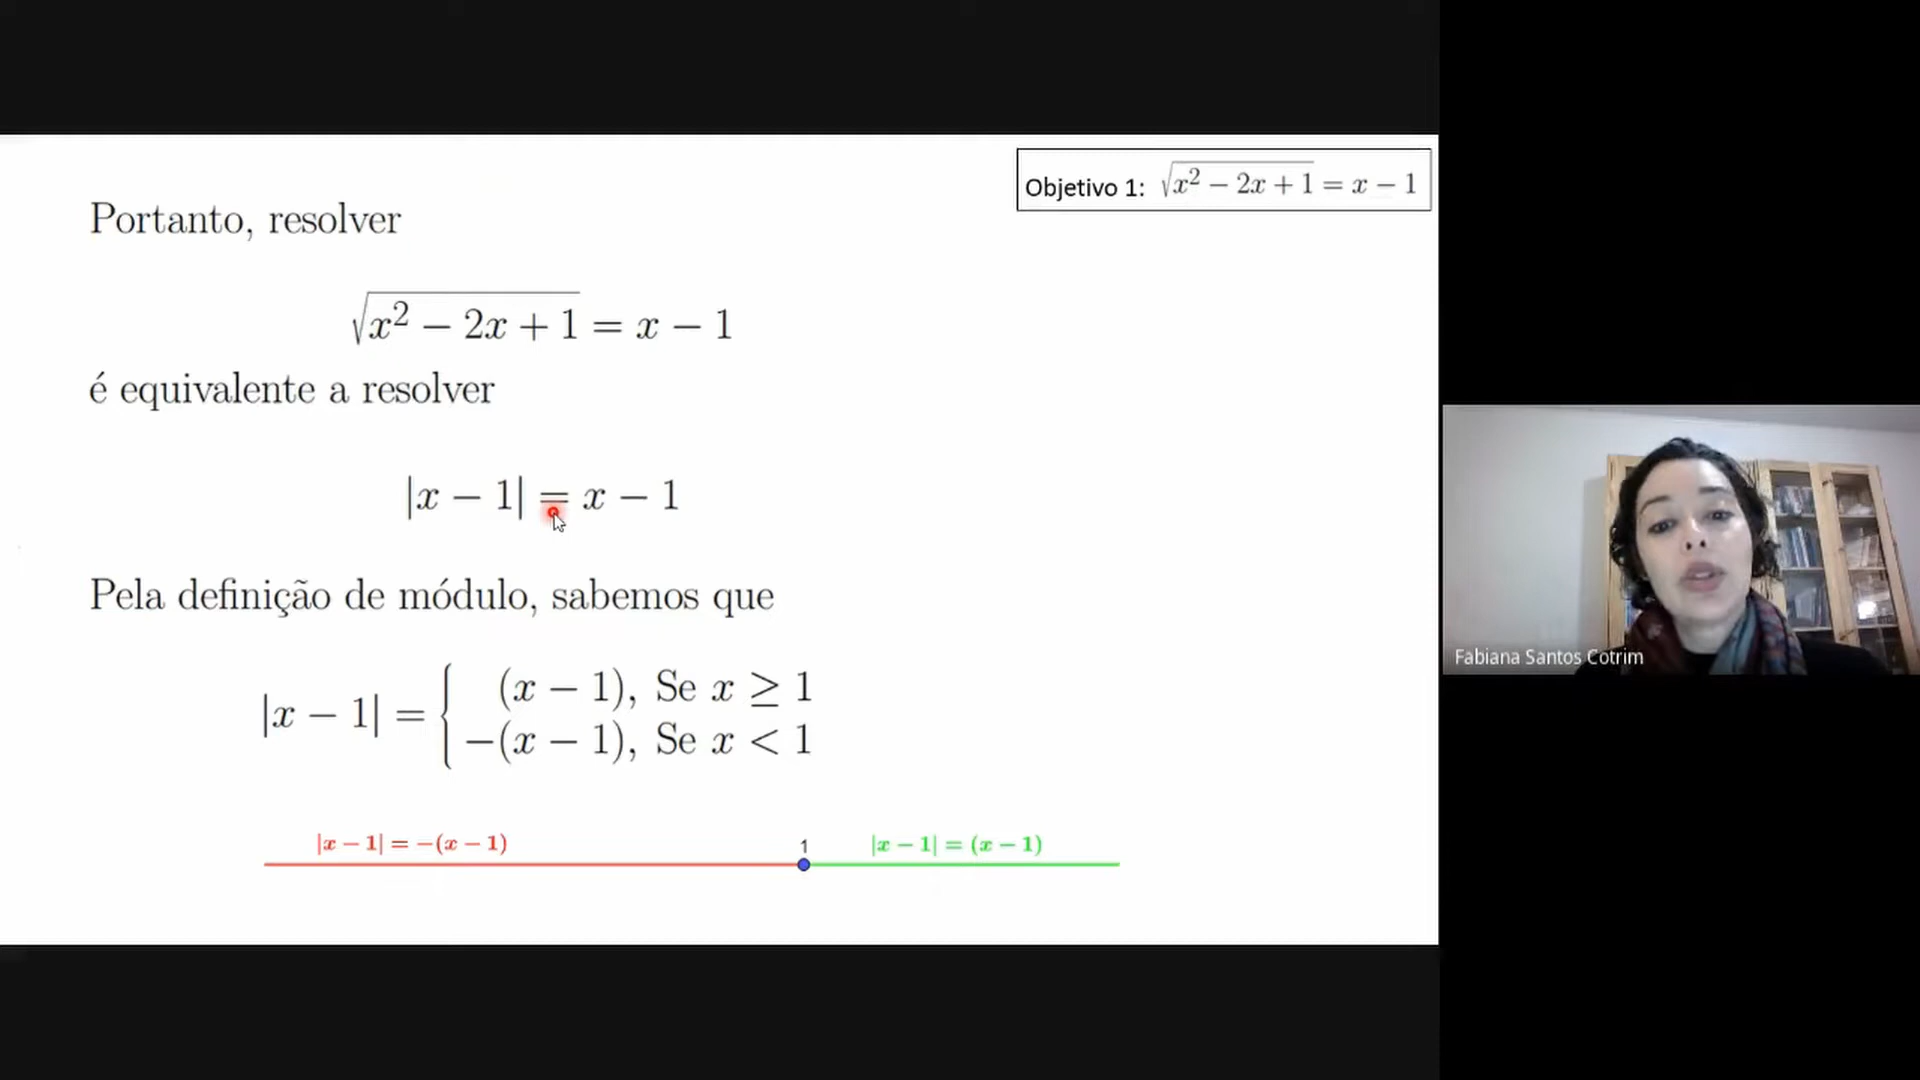 Objetivo 1: √(x² − 2x + 1) = x − 1
Portanto, resolver
√(x² − 2x + 1) = x − 1
é equivalente a resolver
|x − 1| = x − 1
Pela definição de módulo, sabemos que
|x − 1| = { (x − 1), Se x ≥ 1
−(x − 1), Se x < 1
|x − 1| = −(x − 1) 1 |x − 1| = (x − 1)
Fabiana Santos Cotrim